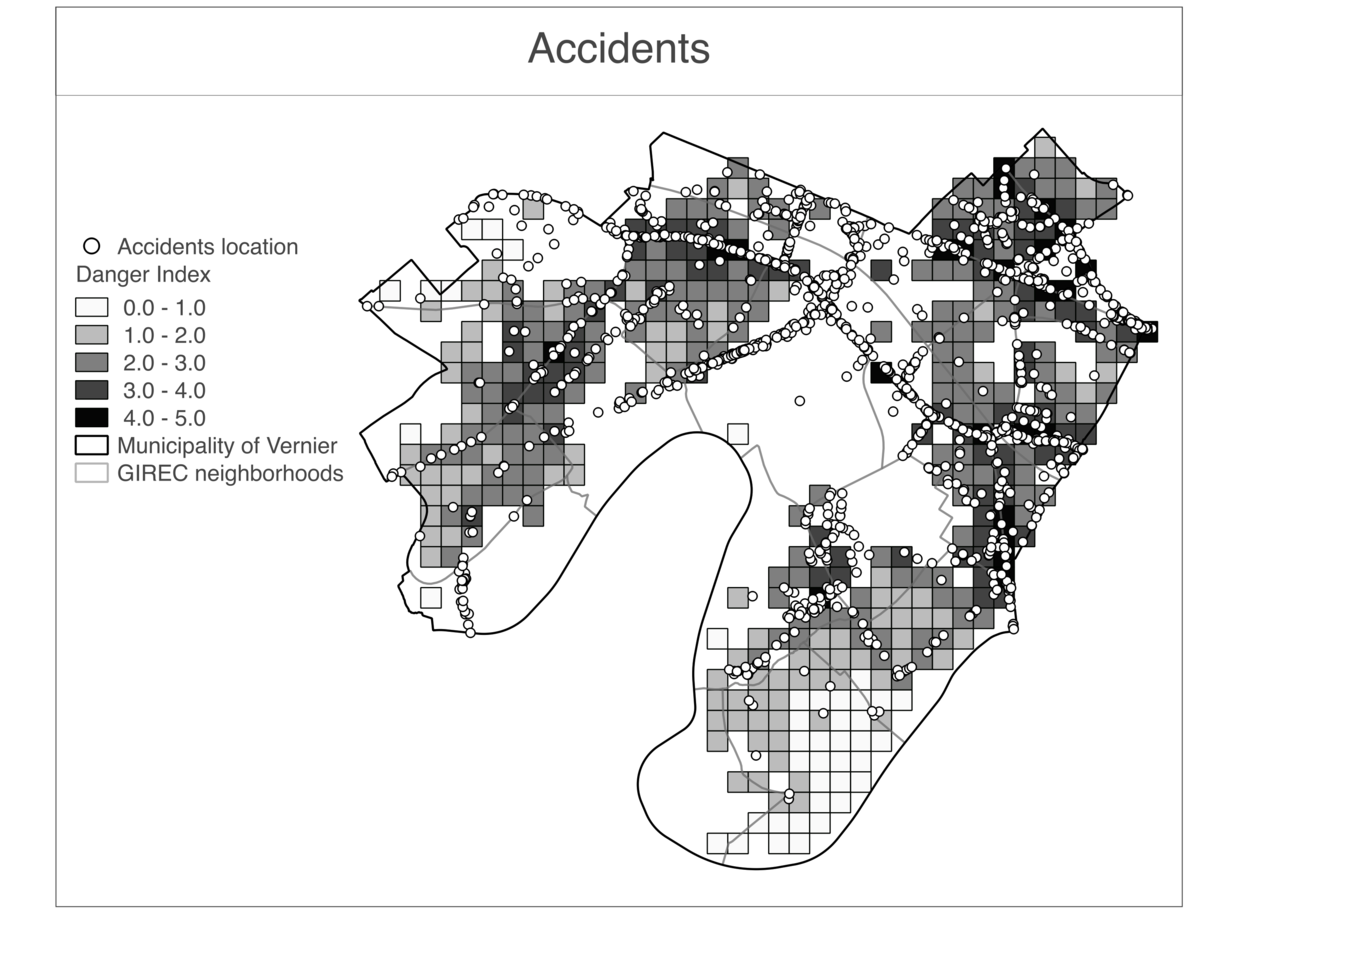 Accidents
Accidents location
Danger Index
0.0 - 1.0
1.0 - 2.0
2.0 - 3.0
3.0 - 4.0
4.0 - 5.0
Municipality of Vernier
GIREC neighborhoods